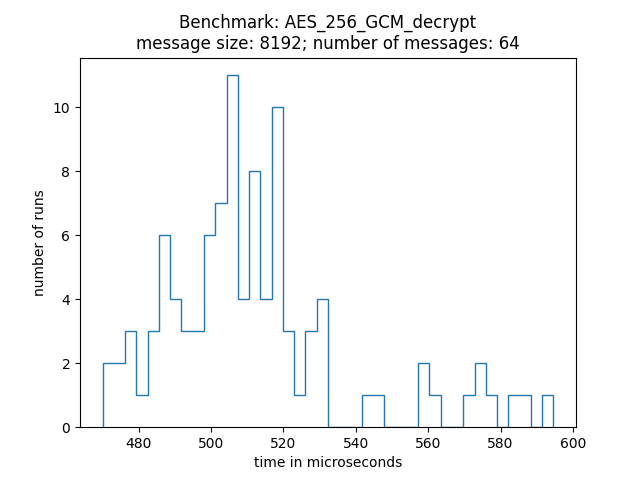 Benchmark: AES_256_GCM_decrypt
message size: 8192; number of messages: 64
10
8
6
4
2
0
number of runs
480 500 520 540 560 580 600
time in microseconds